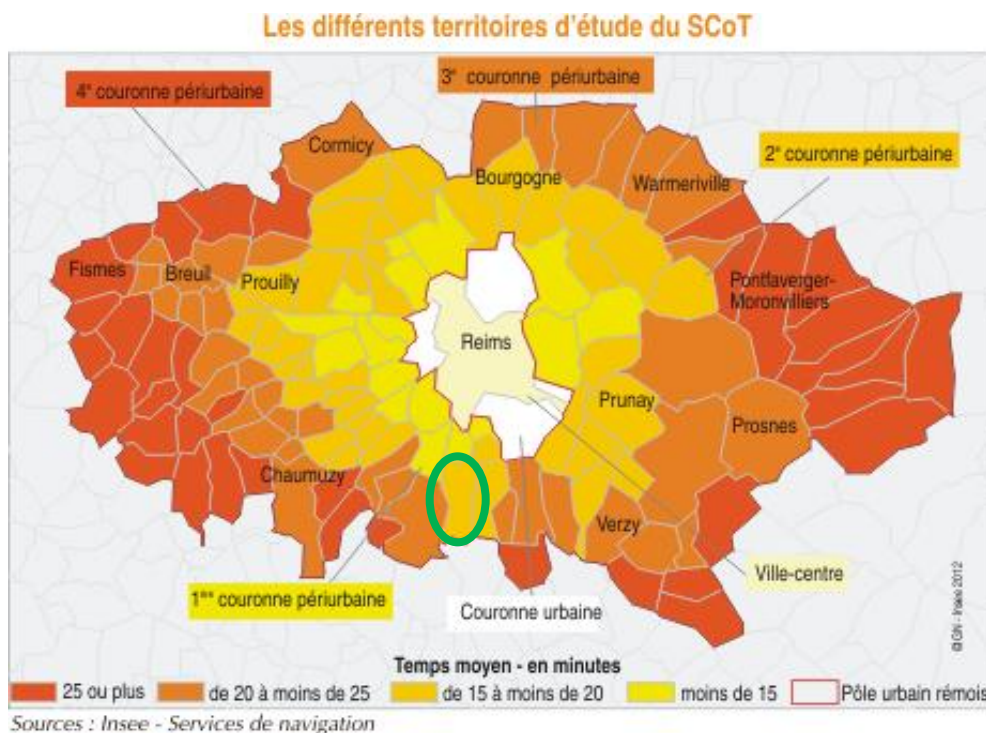 Les différents territoires d'étude du SCoT
4e couronne périurbaine
3e couronne périurbaine
2e couronne périurbaine
Cormicy
Bourgogne
Warmeriville
Fismes
Breuil
Prouilly
Pontfaverger-
Moronvilliers
Reims
Prunay
Prosnes
Chaumuzy
Verzy
1ère couronne périurbaine
Couronne urbaine
Ville-centre
©IGN - Insee 2012
Temps moyen - en minutes
25 ou plus
de 20 à moins de 25
de 15 à moins de 20
moins de 15
Pôle urbain rémois
Sources : Insee - Services de navigation